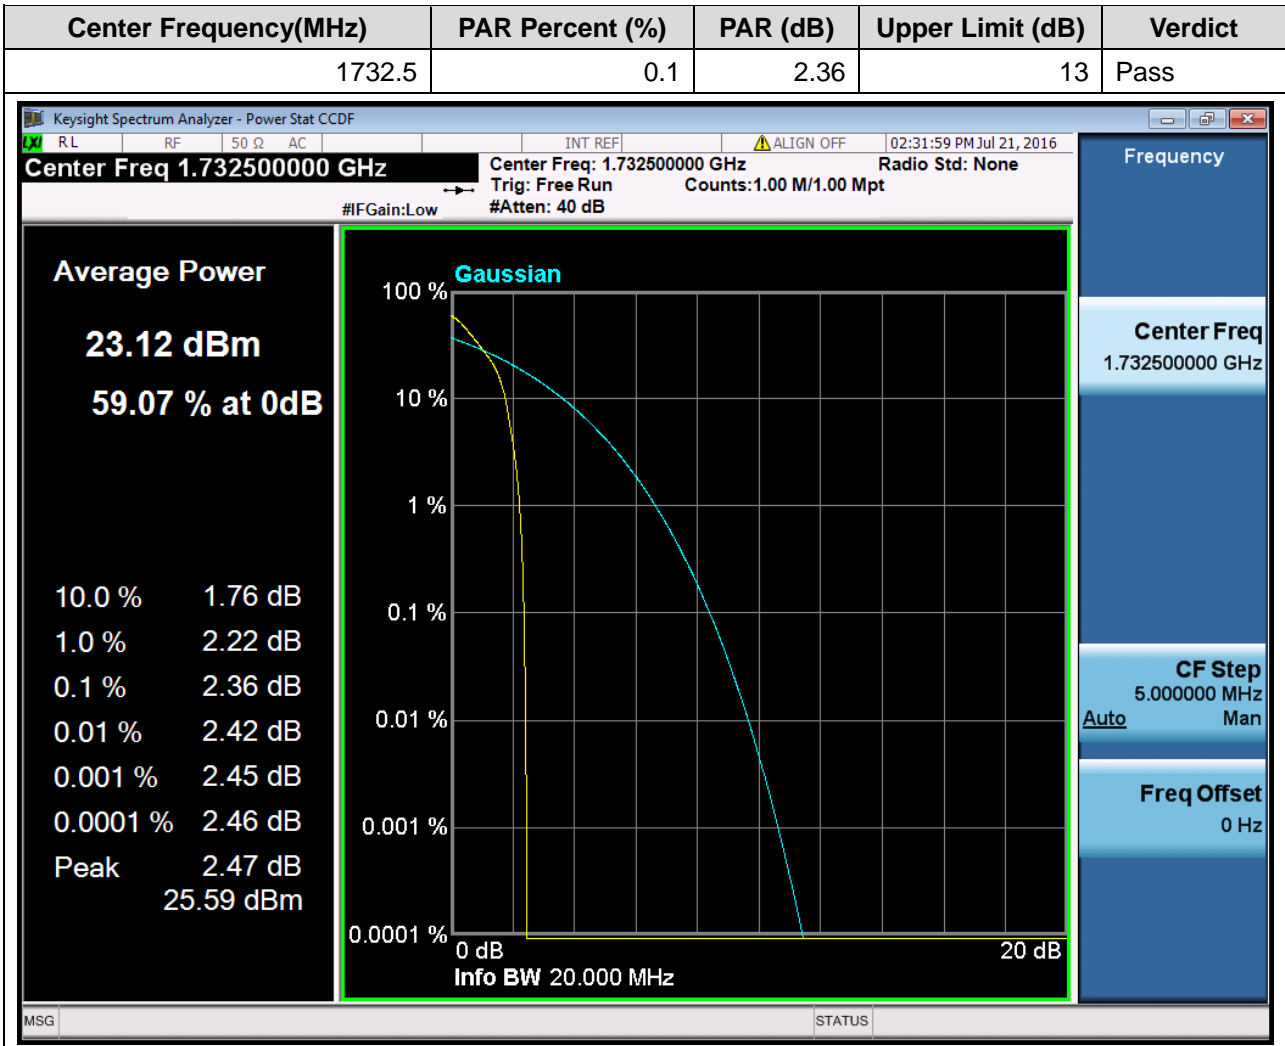 Center Frequency(MHz) PAR Percent (%) PAR (dB) Upper Limit (dB) Verdict
1732.5 0.1 2.36 13 Pass
Keysight Spectrum Analyzer - Power Stat CCDF
LXI RL RF 50 Ω AC INT REF ALIGN OFF 02:31:59 PM Jul 21, 2016
Center Freq 1.732500000 GHz
Center Freq: 1.732500000 GHz Radio Std: None
Trig: Free Run Counts:1.00 M/1.00 Mpt
#IFGain:Low #Atten: 40 dB
Average Power
23.12 dBm
59.07 % at 0dB
10.0 % 1.76 dB
1.0 % 2.22 dB
0.1 % 2.36 dB
0.01 % 2.42 dB
0.001 % 2.45 dB
0.0001 % 2.46 dB
Peak 2.47 dB
25.59 dBm
Gaussian
100 %
10 %
1 %
0.1 %
0.01 %
0.001 %
0.0001 %
0 dB 20 dB
Info BW 20.000 MHz
Frequency
Center Freq
1.732500000 GHz
CF Step
5.000000 MHz
Auto Man
Freq Offset
0 Hz
MSG STATUS